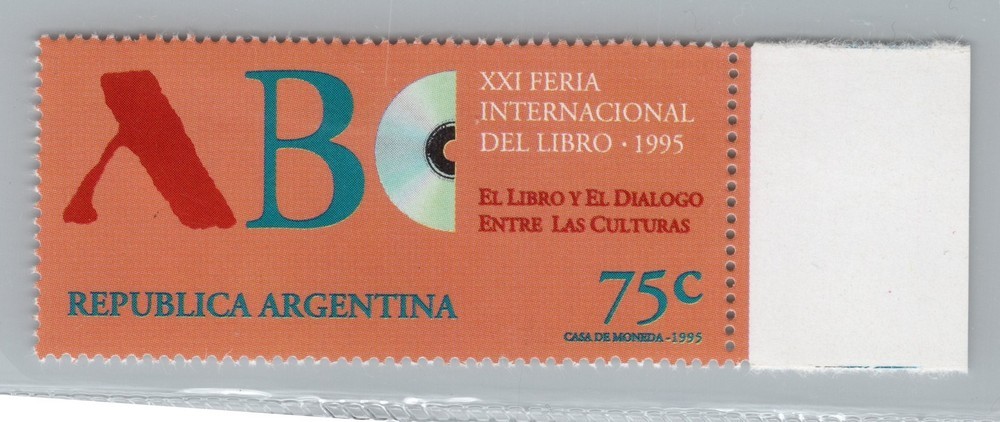 ABC
XXI FERIA
INTERNACIONAL
DEL LIBRO · 1995
EL LIBRO Y EL DIALOGO
ENTRE LAS CULTURAS
REPUBLICA ARGENTINA
75c
CASA DE MONEDA - 1995